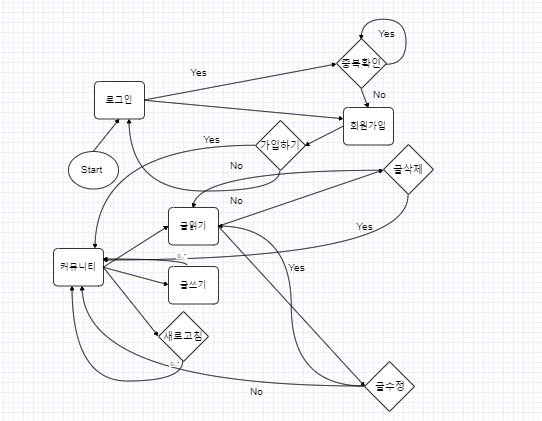 Yes
중복확인
Yes
No
로그인
회원가입
Yes
가입하기
No
Start
글삭제
No
글읽기
Yes
0..*
커뮤니티
Yes
글쓰기
새로고침
0..*
No
글수정